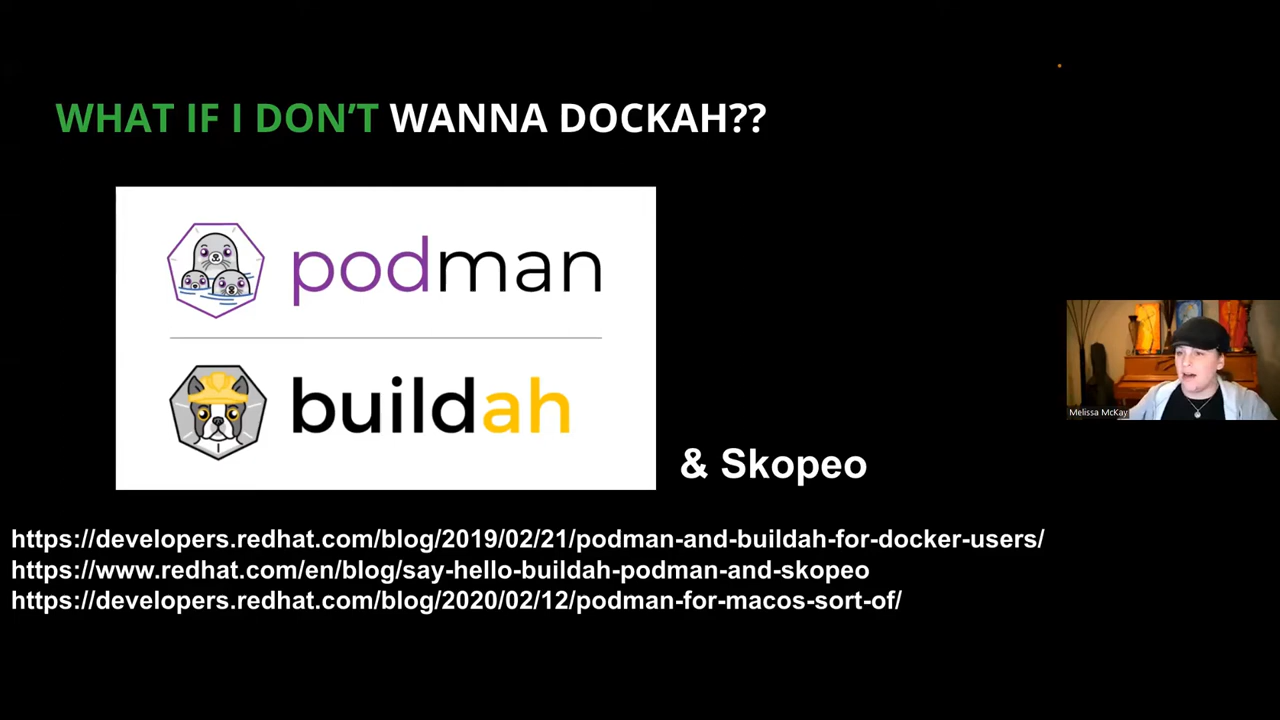 WHAT IF I DON'T WANNA DOCKAH??
podman
buildah
& Skopeo
Melissa McKay
https://developers.redhat.com/blog/2019/02/21/podman-and-buildah-for-docker-users/
https://www.redhat.com/en/blog/say-hello-buildah-podman-and-skopeo
https://developers.redhat.com/blog/2020/02/12/podman-for-macos-sort-of/